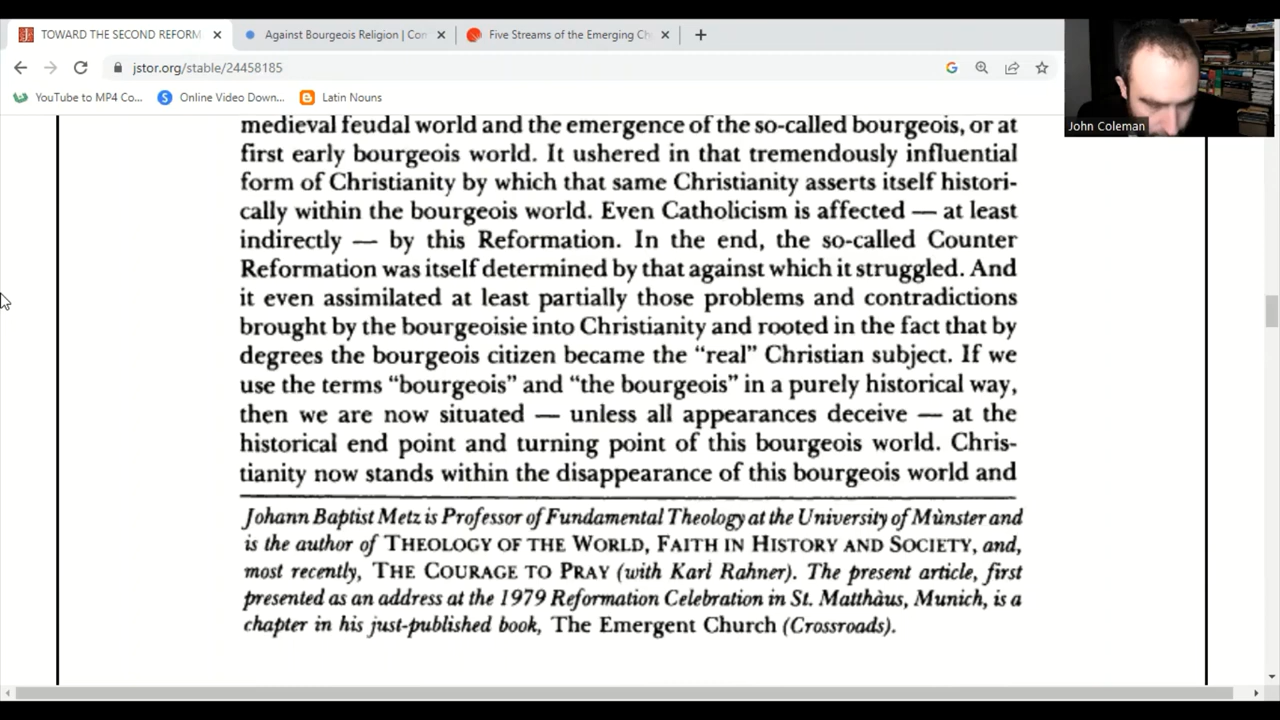 TOWARD THE SECOND REFORM
Against Bourgeois Religion | Con
Five Streams of the Emerging Ch
jstor.org/stable/24458185
YouTube to MP4 Co...
Online Video Down...
Latin Nouns
John Coleman
medieval feudal world and the emergence of the so-called bourgeois, or at
first early bourgeois world. It ushered in that tremendously influential
form of Christianity by which that same Christianity asserts itself histori-
cally within the bourgeois world. Even Catholicism is affected — at least
indirectly — by this Reformation. In the end, the so-called Counter
Reformation was itself determined by that against which it struggled. And
it even assimilated at least partially those problems and contradictions
brought by the bourgeoisie into Christianity and rooted in the fact that by
degrees the bourgeois citizen became the “real” Christian subject. If we
use the terms “bourgeois” and “the bourgeois” in a purely historical way,
then we are now situated — unless all appearances deceive — at the
historical end point and turning point of this bourgeois world. Chris-
tianity now stands within the disappearance of this bourgeois world and
Johann Baptist Metz is Professor of Fundamental Theology at the University of Mùnster and
is the author of THEOLOGY OF THE WORLD, FAITH IN HISTORY AND SOCIETY, and,
most recently, THE COURAGE TO PRAY (with Karl Rahner). The present article, first
presented as an address at the 1979 Reformation Celebration in St. Matthàus, Munich, is a
chapter in his just-published book, The Emergent Church (Crossroads).